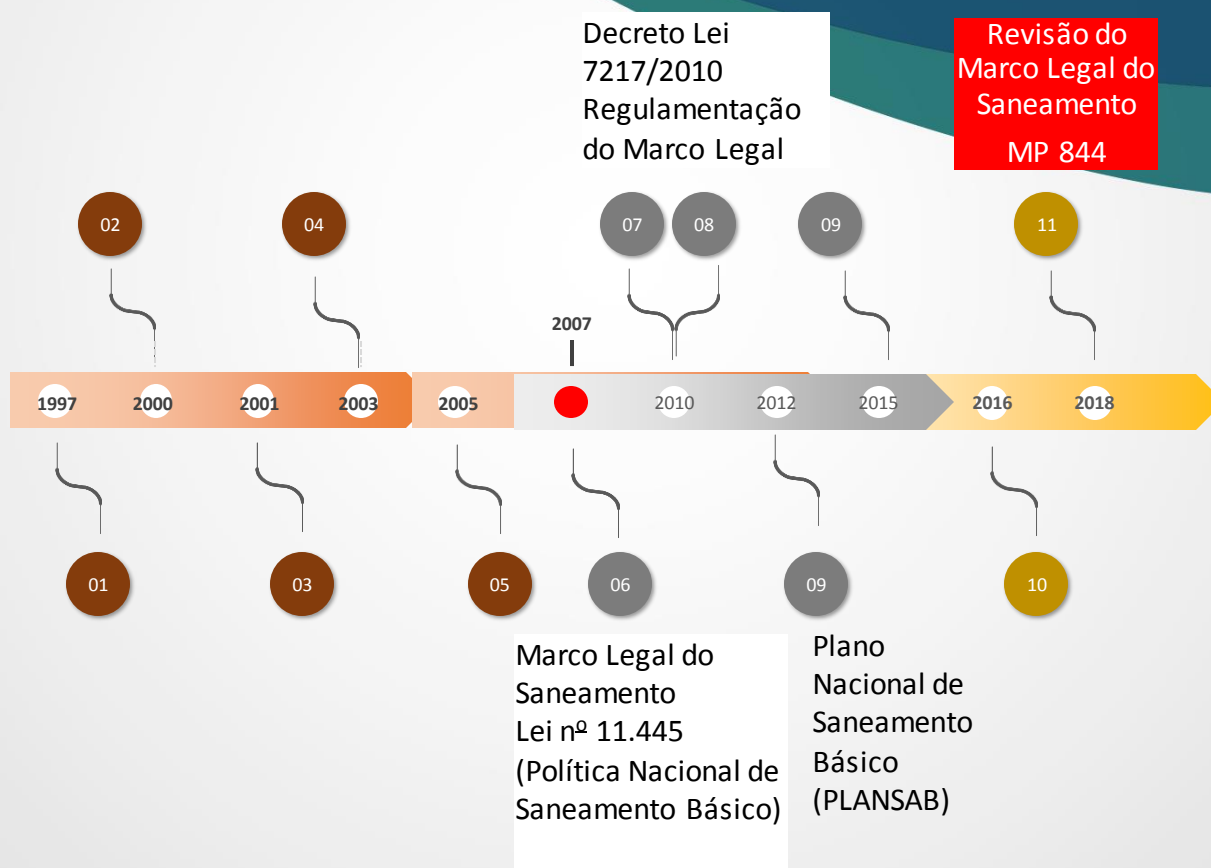 Decreto Lei
7217/2010
Regulamentação
do Marco Legal
Revisão do
Marco Legal do
Saneamento
MP 844
02
04
07
08
09
11
2007
1997
2000
2001
2003
2005
2010
2012
2015
2016
2018
01
03
05
06
09
10
Marco Legal do
Saneamento
Lei nº 11.445
(Política Nacional de
Saneamento Básico)
Plano
Nacional de
Saneamento
Básico
(PLANSAB)